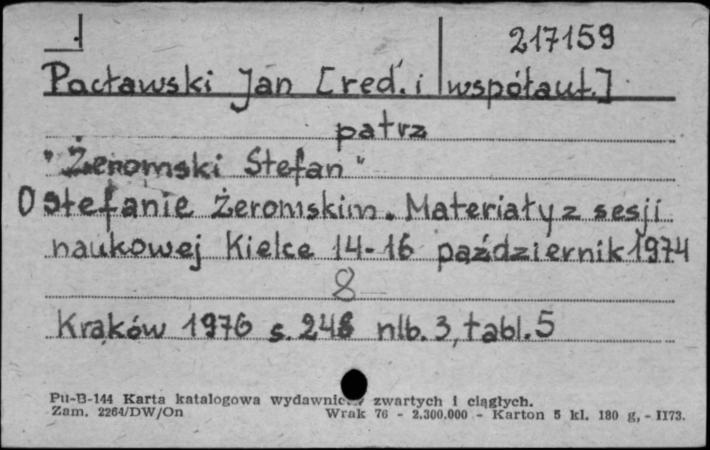 217159
Pacławski Jan [red. i współaut.]
patrz
"Żeromski Stefan"
O Stefanie Żeromskim. Materiały z sesji
naukowej Kielce 14-16 październik 1974
8
Kraków 1976 s. 248 nlb. 3, tabl. 5
Pu-B-144 Karta katalogowa zwartych i ciągłych.
Zam. 2264/DW/On Wrak 76 - 2.300.000 - Karton 5 kl. 180 g, - II73.